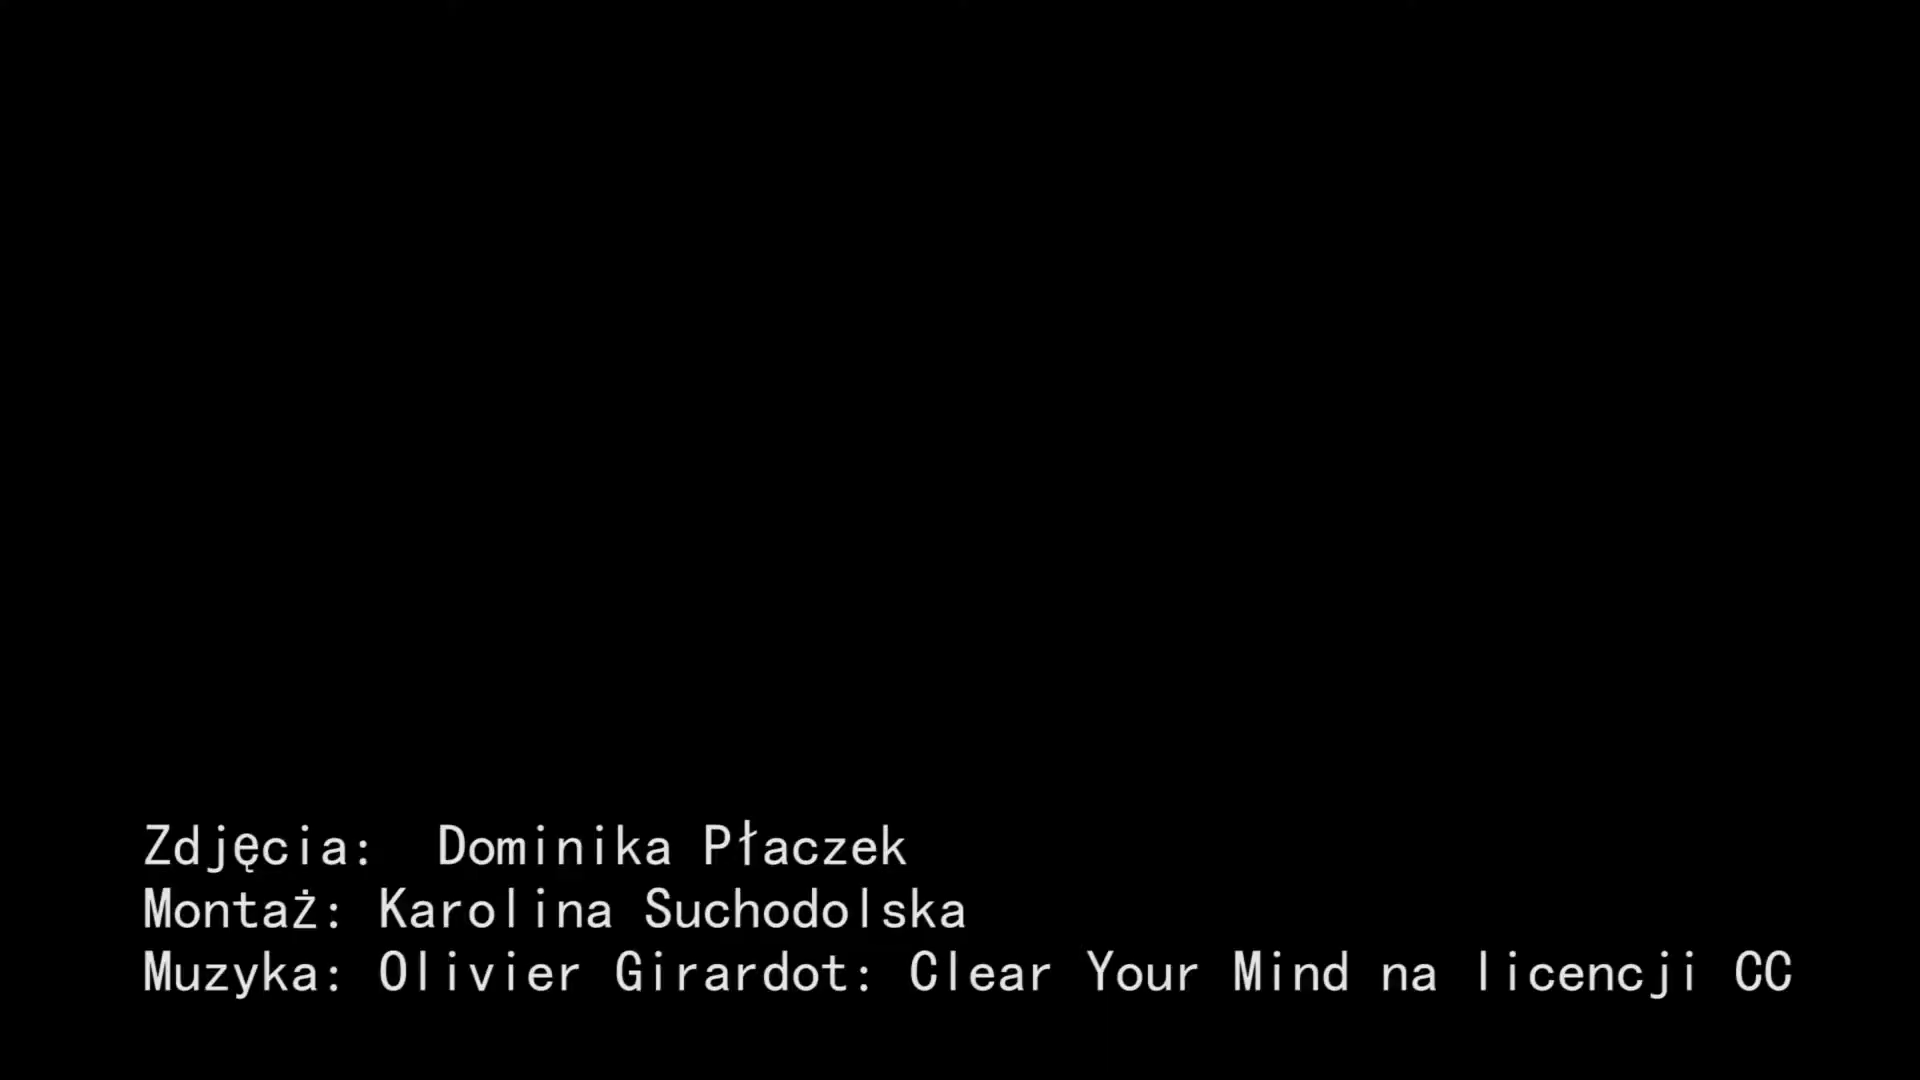 Zdjęcia:  Dominika Płaczek
Montaż: Karolina Suchodolska
Muzyka: Olivier Girardot: Clear Your Mind na licencji CC